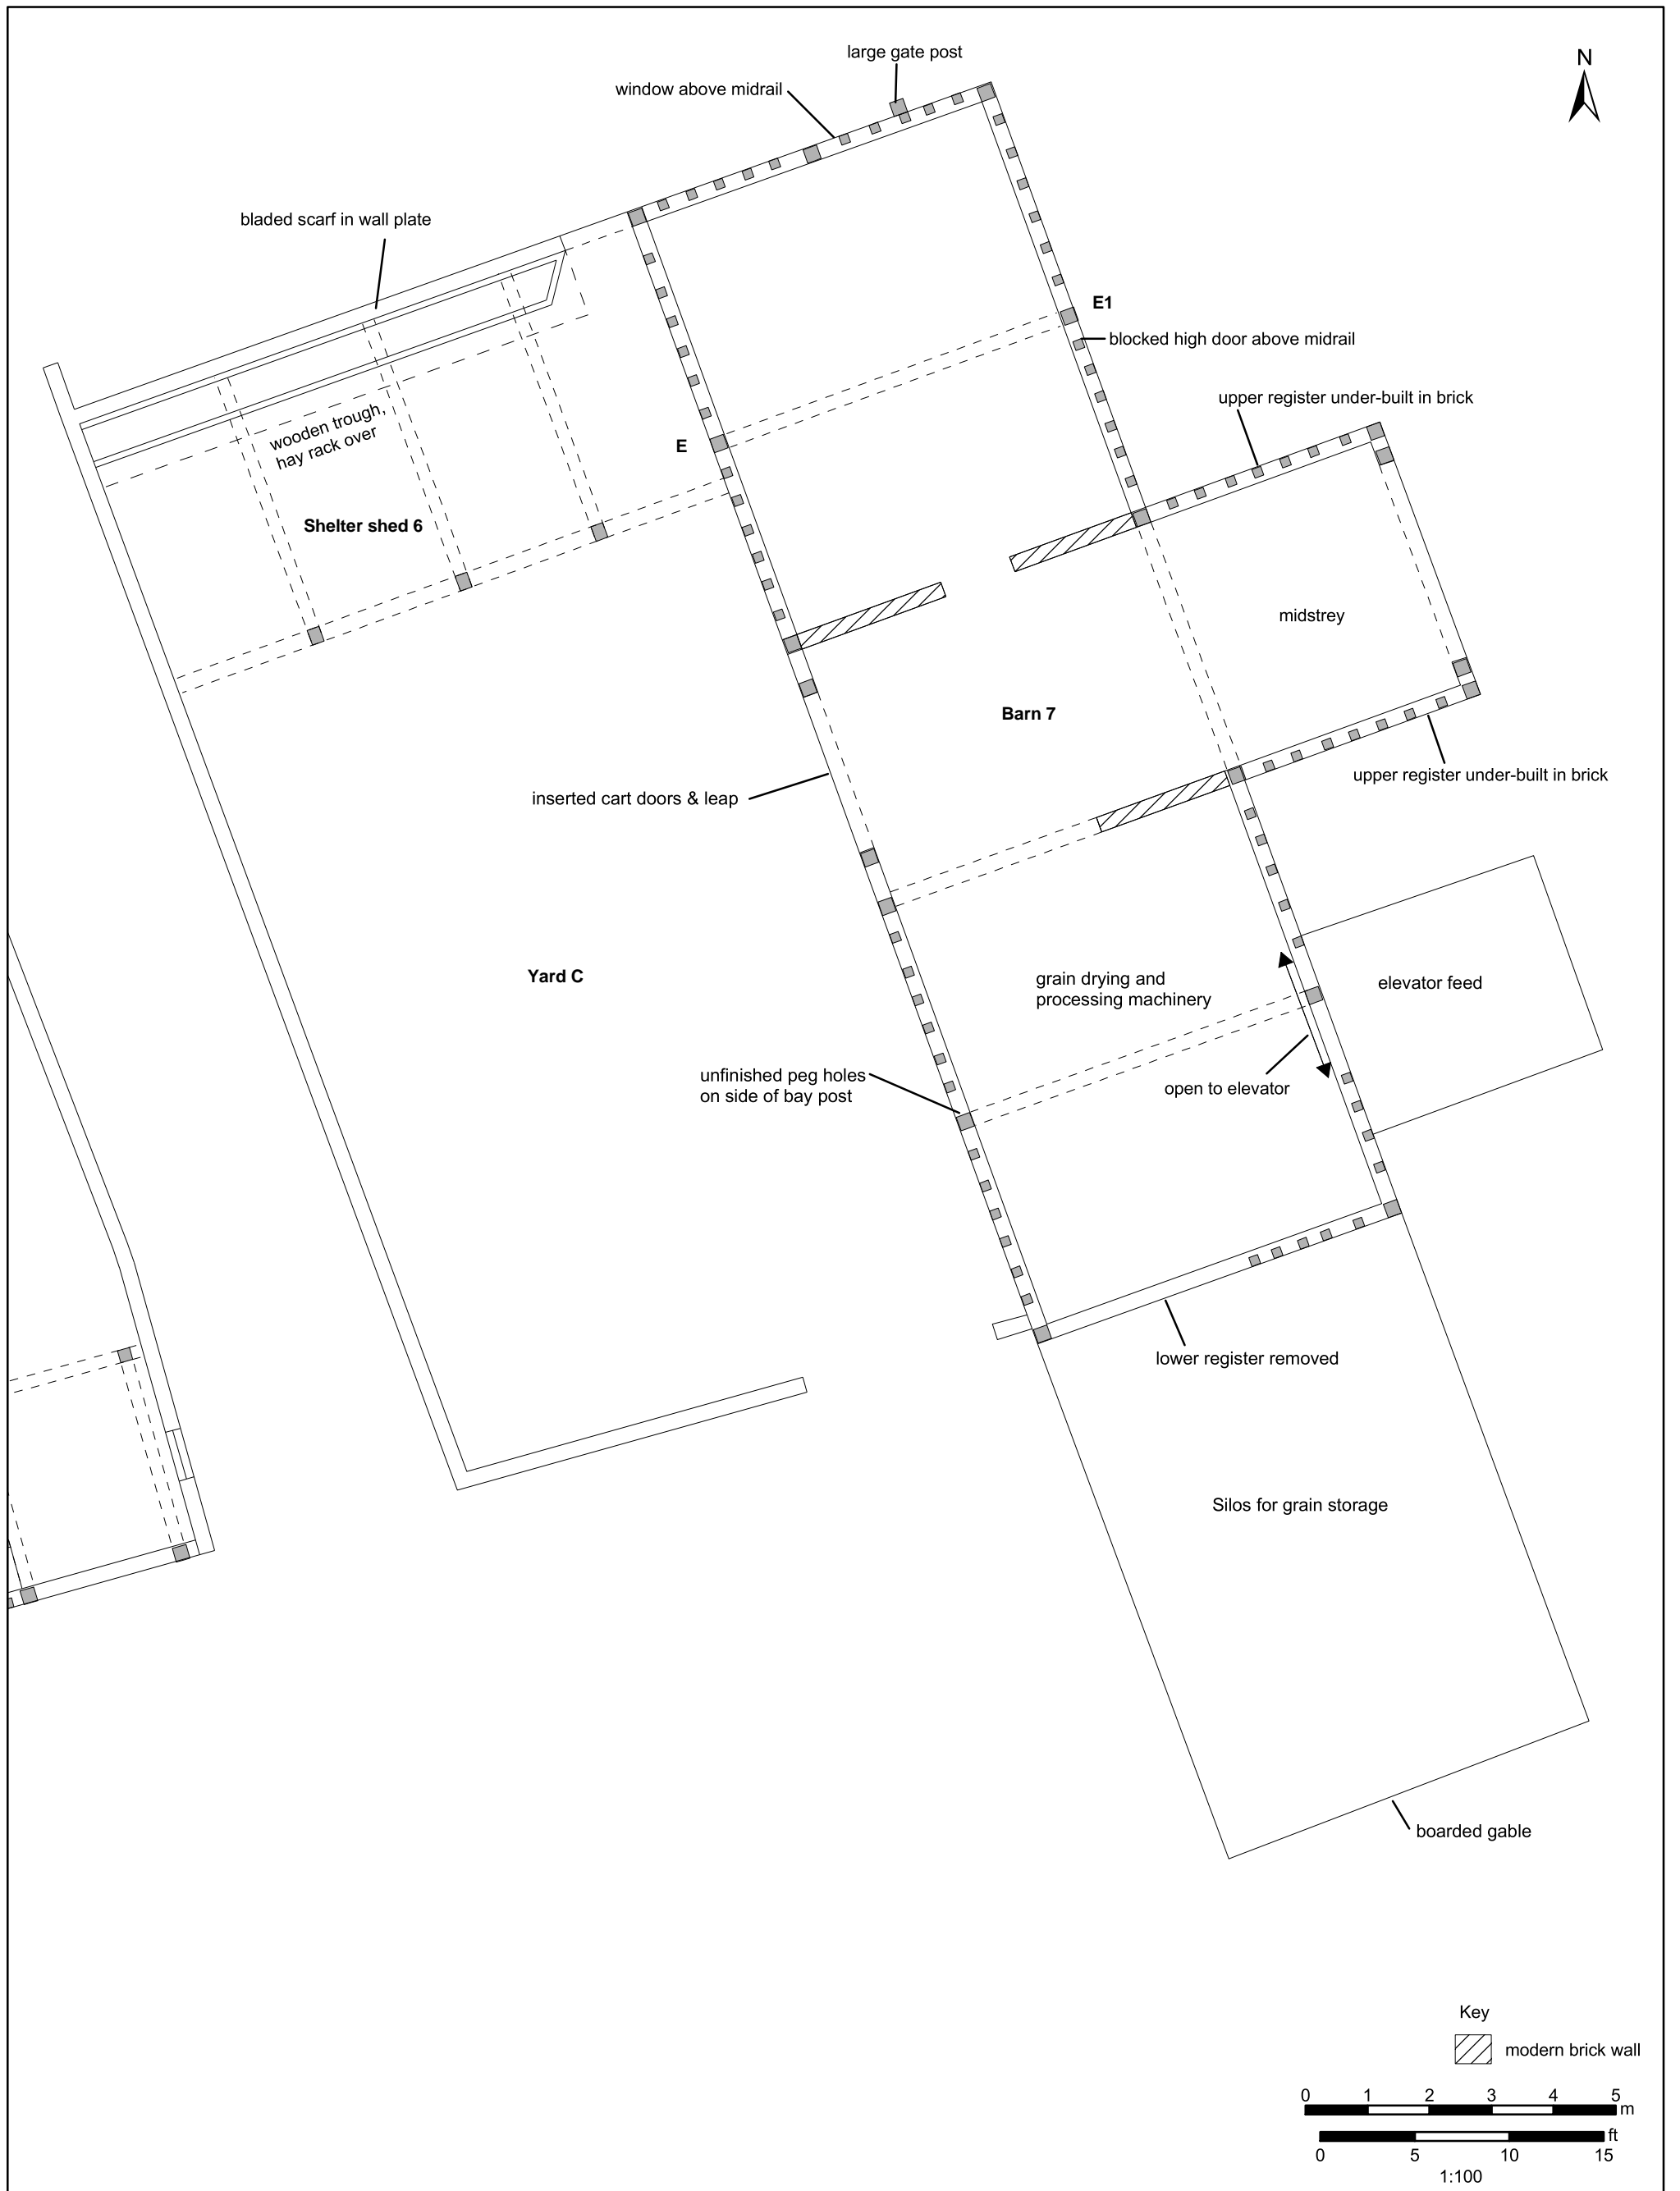 N
large gate post
window above midrail
bladed scarf in wall plate
E1
blocked high door above midrail
upper register under-built in brick
wooden trough,
hay rack over
E
Shelter shed 6
midstrey
Barn 7
upper register under-built in brick
inserted cart doors & leap
Yard C
grain drying and
processing machinery
elevator feed
unfinished peg holes
on side of bay post
open to elevator
lower register removed
Silos for grain storage
boarded gable
Key
modern brick wall
0 1 2 3 4 5
m
ft
0 5 10 15
1:100